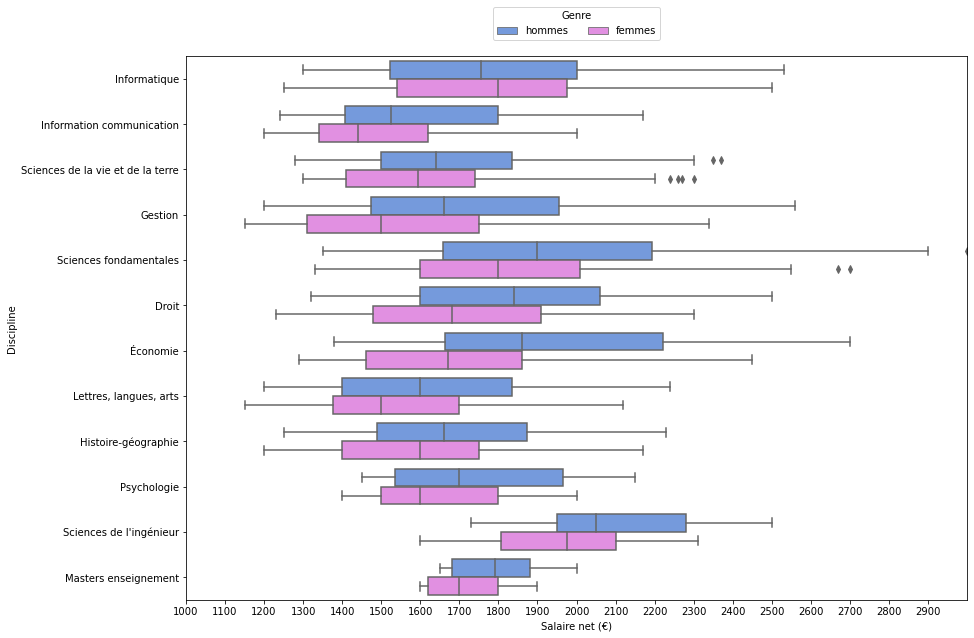 Genre
hommes femmes
Informatique
Information communication
Sciences de la vie et de la terre
Gestion
Sciences fondamentales
Droit
Économie
Lettres, langues, arts
Histoire-géographie
Psychologie
Sciences de l'ingénieur
Masters enseignement
Discipline
1000 1100 1200 1300 1400 1500 1600 1700 1800 1900 2000 2100 2200 2300 2400 2500 2600 2700 2800 2900
Salaire net (€)